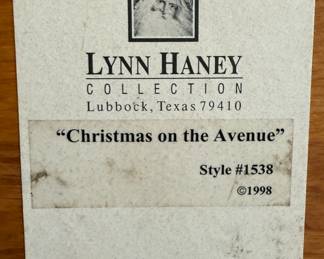 LYNN HANEY
COLLECTION
Lubbock, Texas 79410
“Christmas on the Avenue”
Style #1538
©1998